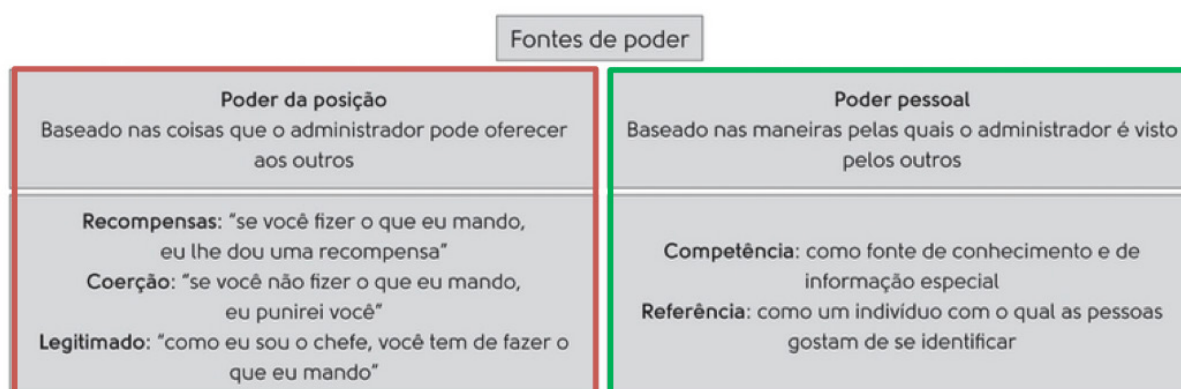 Fontes de poder
Poder da posição
Baseado nas coisas que o administrador pode oferecer
aos outros
Recompensas: “se você fizer o que eu mando,
eu lhe dou uma recompensa”
Coerção: “se você não fizer o que eu mando,
eu punirei você”
Legitimado: “como eu sou o chefe, você tem de fazer o
que eu mando”
Poder pessoal
Baseado nas maneiras pelas quais o administrador é visto
pelos outros
Competência: como fonte de conhecimento e de
informação especial
Referência: como um indivíduo com o qual as pessoas
gostam de se identificar